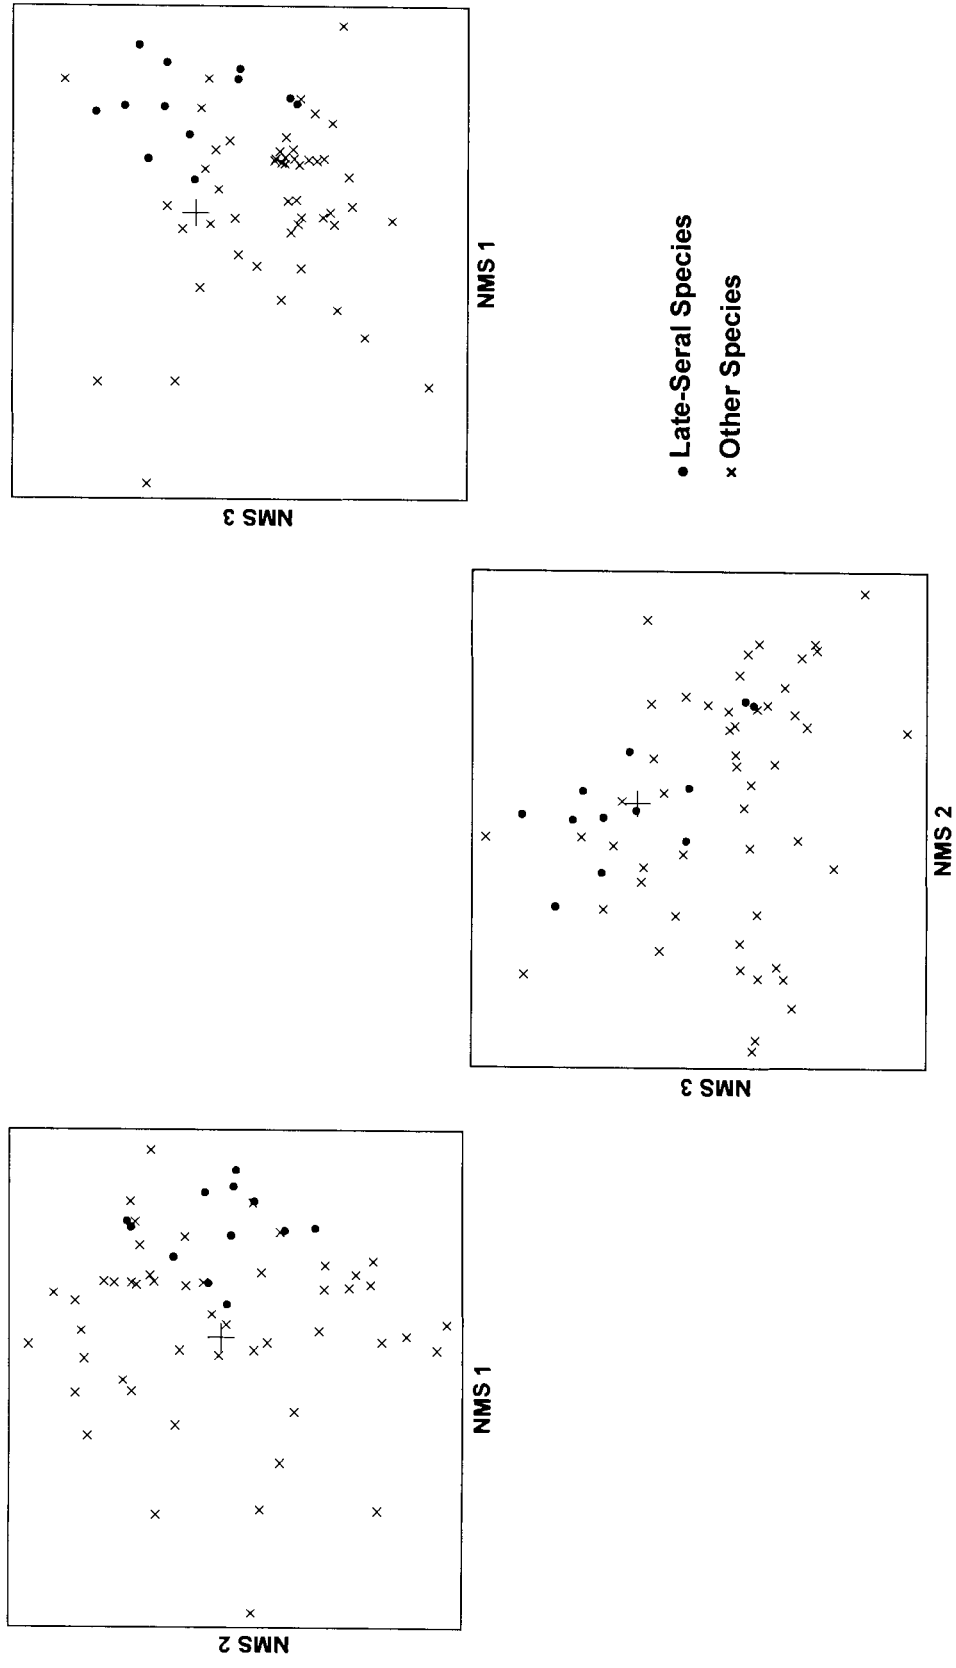 NMS 2
NMS 1
NMS 3
NMS 2
NMS 3
NMS 1
Late-Seral Species
Other Species